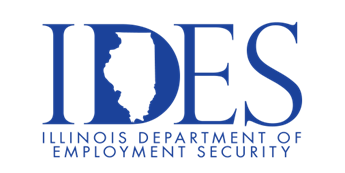 IDES
ILLINOIS DEPARTMENT OF
EMPLOYMENT SECURITY